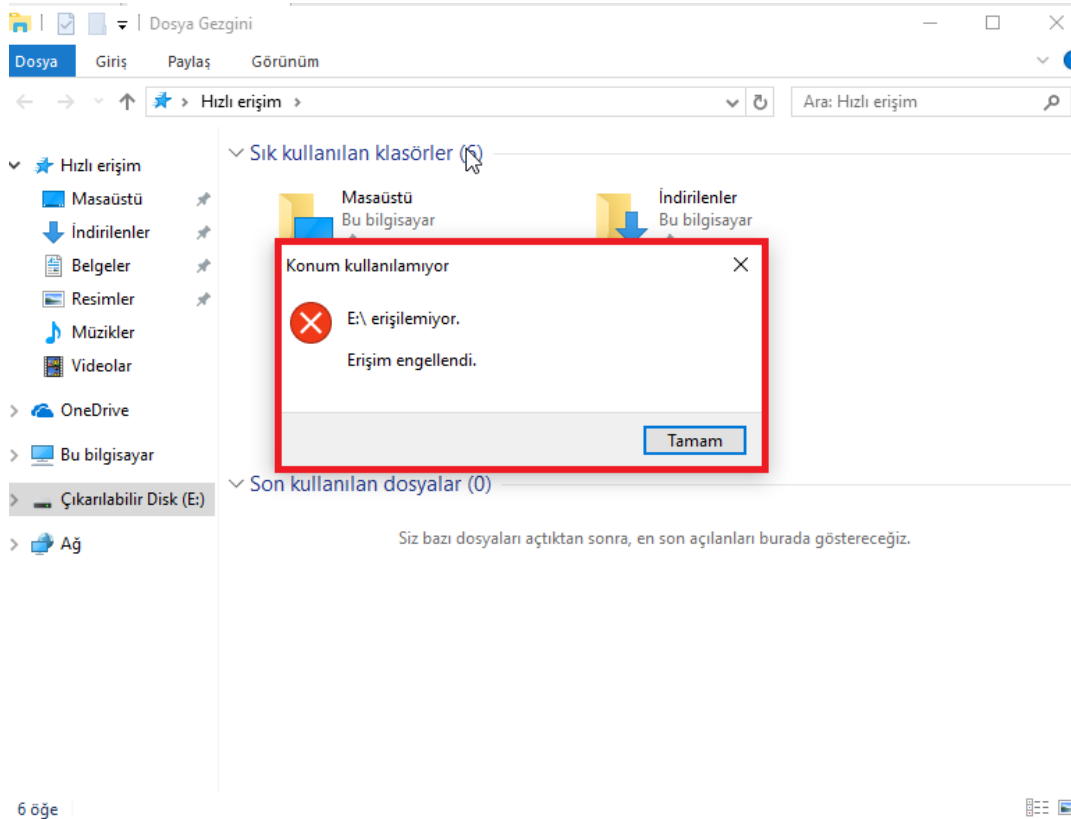 Dosya Gezgini
Dosya Giriş Paylaş Görünüm
Hızlı erişim
Ara: Hızlı erişim
Hızlı erişim
Masaüstü
İndirilenler
Belgeler
Resimler
Müzikler
Videolar
OneDrive
Bu bilgisayar
Çıkarılabilir Disk (E:)
Ağ
Sık kullanılan klasörler (6)
Masaüstü
Bu bilgisayar
İndirilenler
Bu bilgisayar
Konum kullanılamıyor
E:\ erişilemiyor.
Erişim engellendi.
Tamam
Son kullanılan dosyalar (0)
Siz bazı dosyaları açtıktan sonra, en son açılanları burada göstereceğiz.
6 öğe